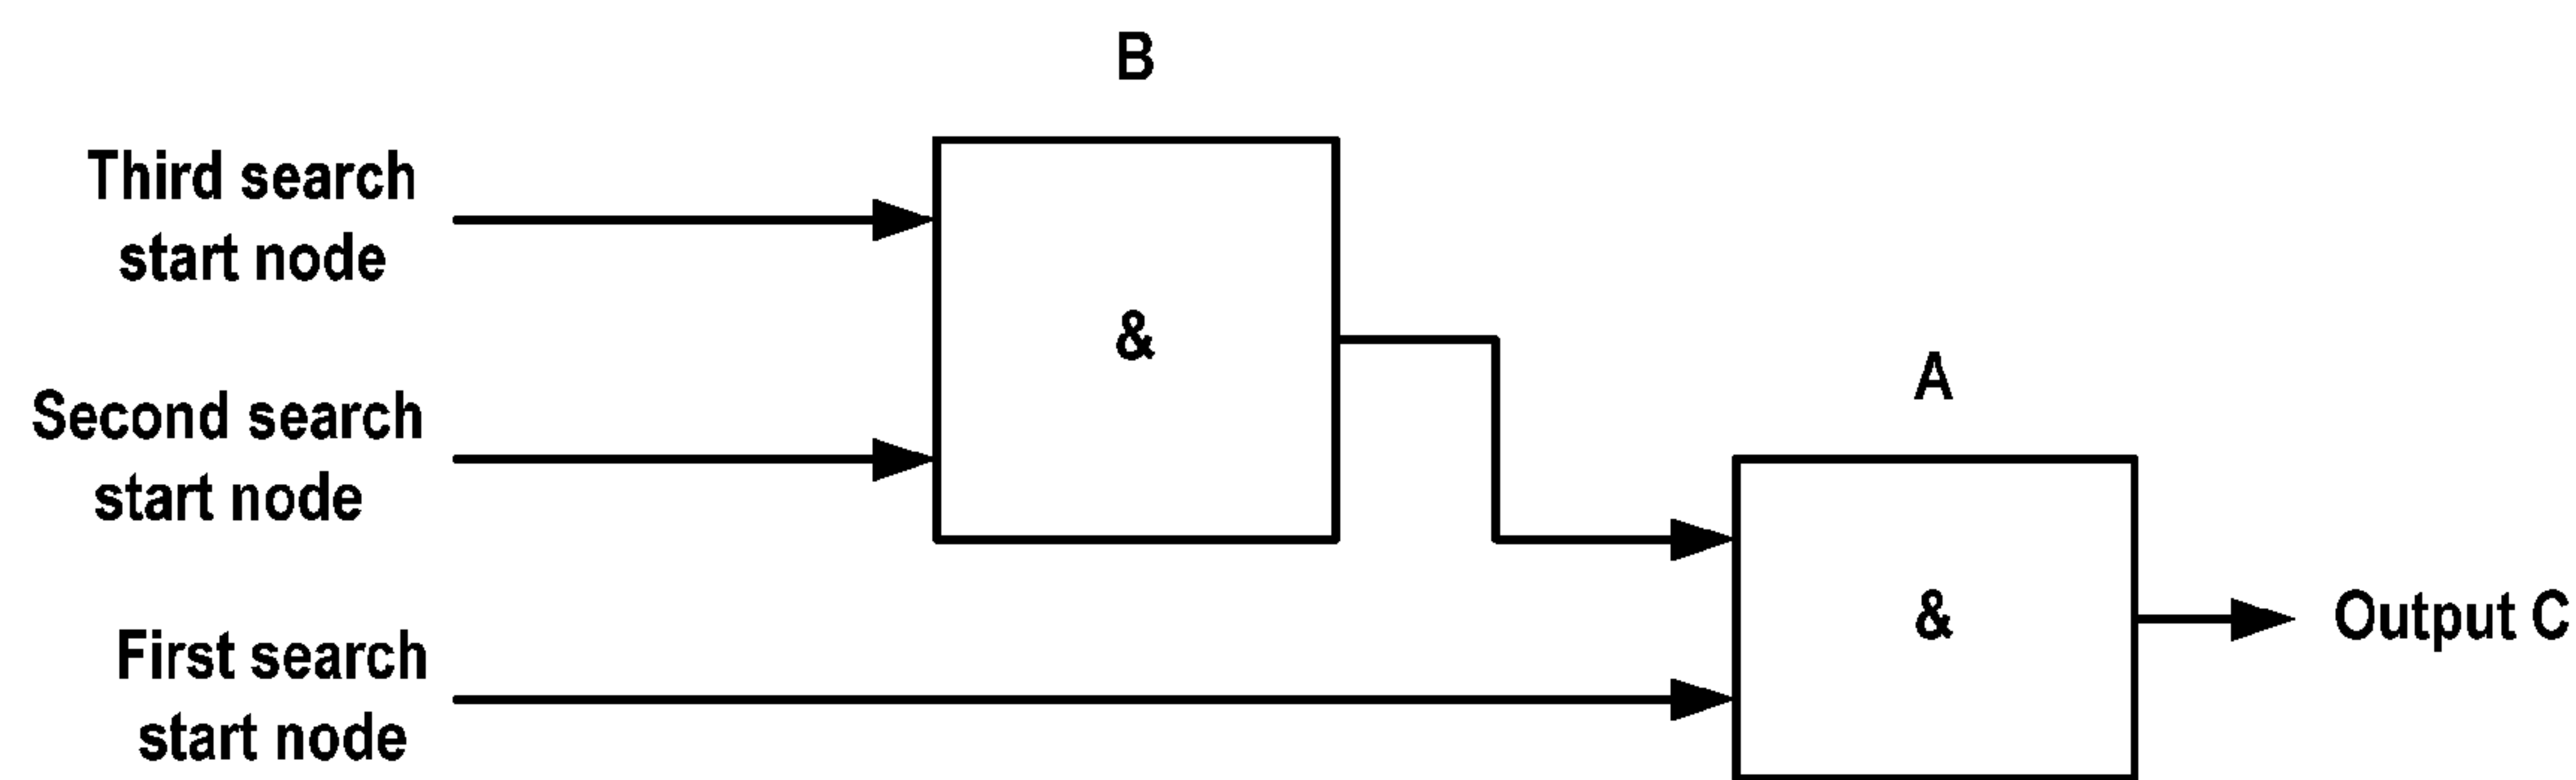 B
Third search
start node
&
Second search
start node
A
First search
start node
&
Output C